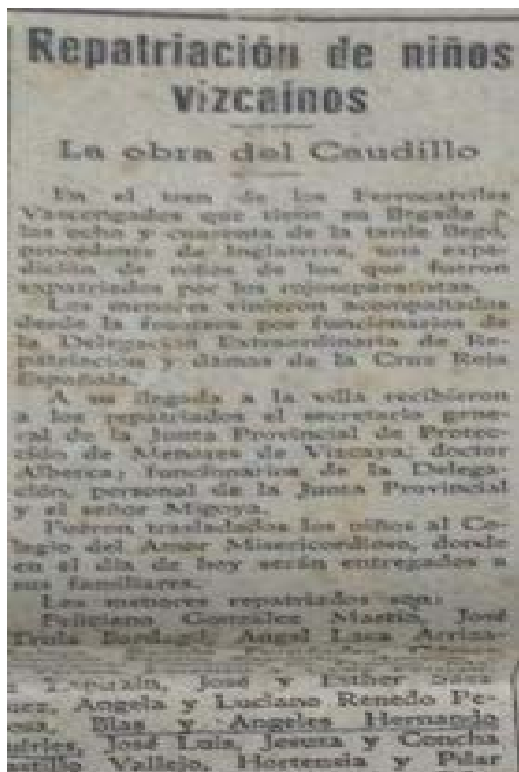 Repatriación de niños
vizcaínos
La obra del Caudillo
En el tren de los Ferrocarriles
Vascongados que tiene su llegada a
las ocho y cuarenta de la tarde llegó,
procedente de Inglaterra, una expe-
dición de niños de los que fueron
expatriados por los rojoseparatistas.
Los menores vinieron acompañados
desde la frontera por funcionarios de
la Delegación Extraordinaria de Re-
patriación y damas de la Cruz Roja
Española.
A su llegada a la villa recibieron
a los repatriados el secretario gene-
ral de la Junta Provincial de Protec-
ción de Menores de Vizcaya; doctor
Alberca; funcionarios de la Delega-
ción, personal de la Junta Provincial
y el señor Migoya.
Fueron trasladados los niños al Co-
legio del Amor Misericordioso, donde
en el día de hoy serán entregados a
sus familiares.
Los menores repatriados son:
Feliciano González Martín, José
Angel
José y Esther
Angela y Luciano Renedo Pe-
Blas y Angeles Hernando
José Luis, Jesusa y Concha
Vallejo, Hortensia y Pilar